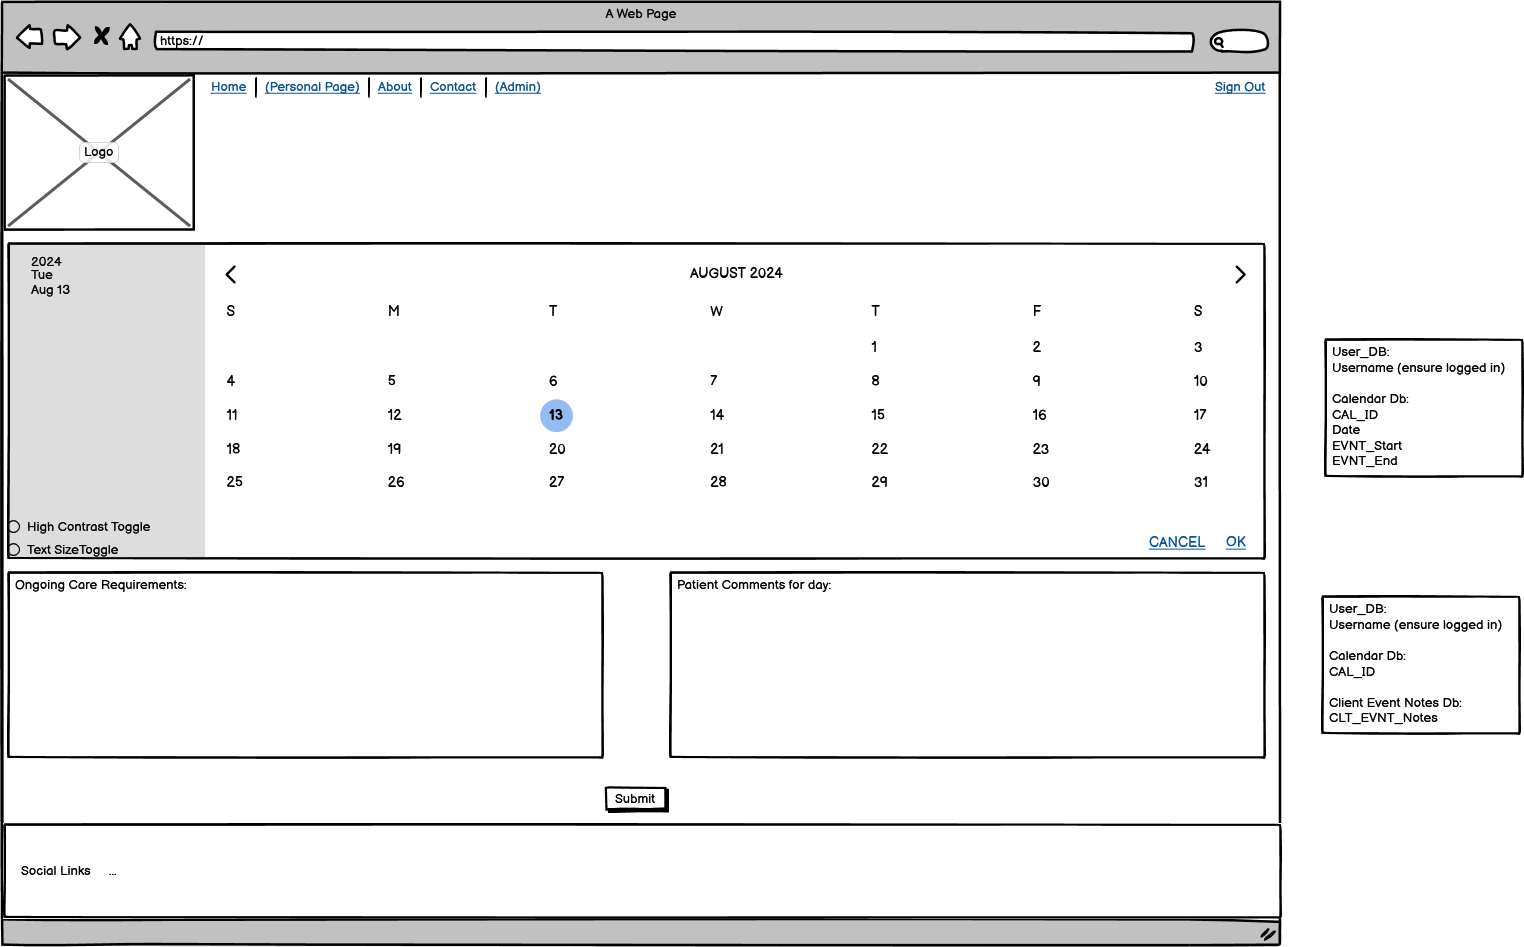 A Web Page
https://
Home (Personal Page) About Contact (Admin) Sign Out
Logo
2024
Tue
Aug 13
High Contrast Toggle
Text SizeToggle
AUGUST 2024
S M T W T F S
1 2 3
4 5 6 7 8 9 10
11 12 13 14 15 16 17
18 19 20 21 22 23 24
25 26 27 28 29 30 31
CANCEL OK
Ongoing Care Requirements:
Patient Comments for day:
Submit
Social Links ...
User_DB:
Username (ensure logged in)
Calendar Db:
CAL_ID
Date
EVNT_Start
EVNT_End
User_DB:
Username (ensure logged in)
Calendar Db:
CAL_ID
Client Event Notes Db:
CLT_EVNT_Notes